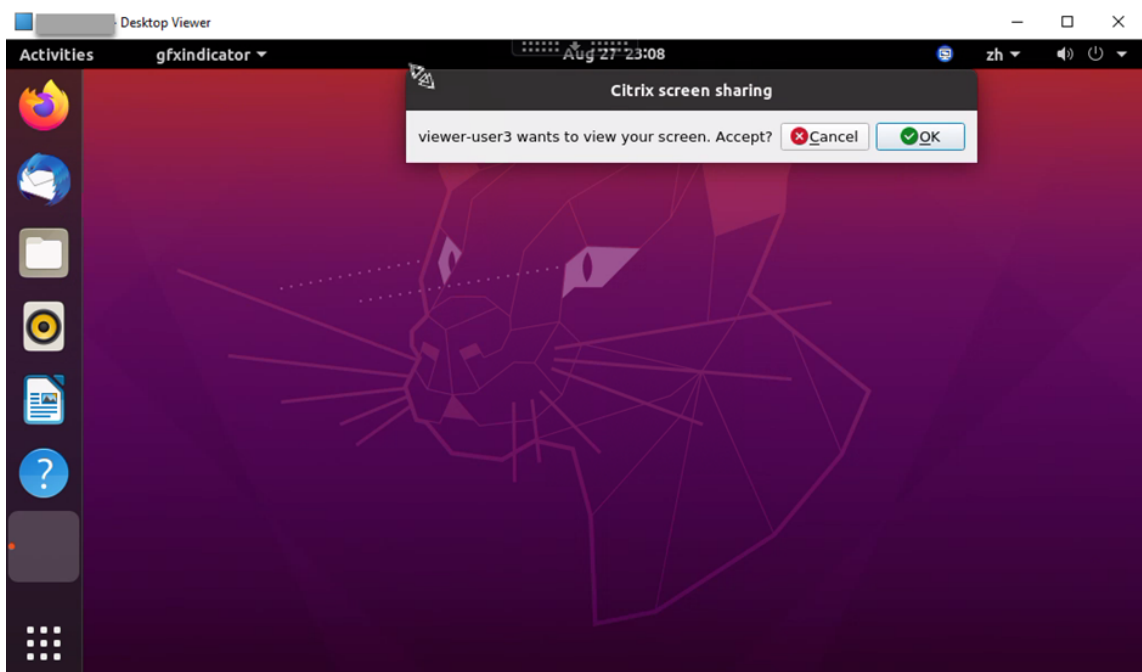 - Desktop Viewer
Activities gfxindicator Aug 27 23:08 zh
Citrix screen sharing
viewer-user3 wants to view your screen. Accept? Cancel OK
?